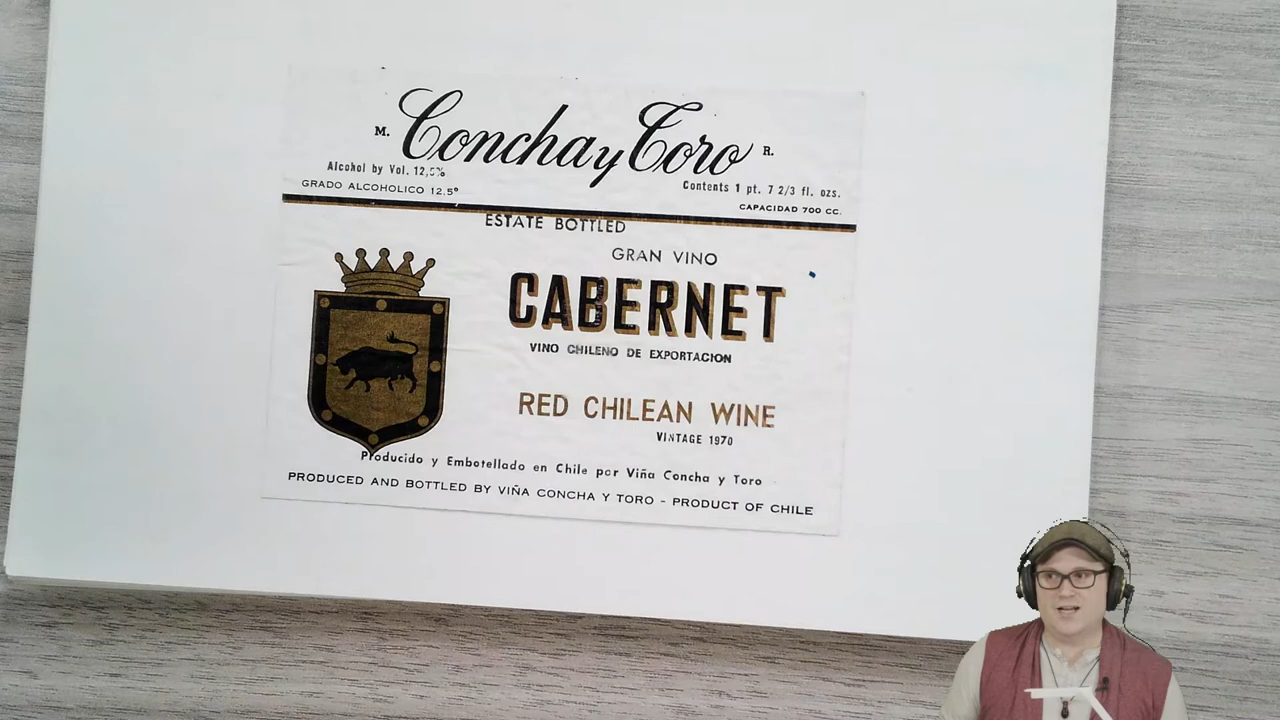 M. Concha y Toro R.
Alcohol by Vol. 12,5%
Contents 1 pt. 7 2/3 fl. ozs.
GRADO ALCOHOLICO 12.5°
CAPACIDAD 700 CC.
ESTATE BOTTLED
GRAN VINO
CABERNET
VINO CHILENO DE EXPORTACION
RED CHILEAN WINE
VINTAGE 1970
Producido y Embotellado en Chile por Viña Concha y Toro
PRODUCED AND BOTTLED BY VIÑA CONCHA Y TORO - PRODUCT OF CHILE